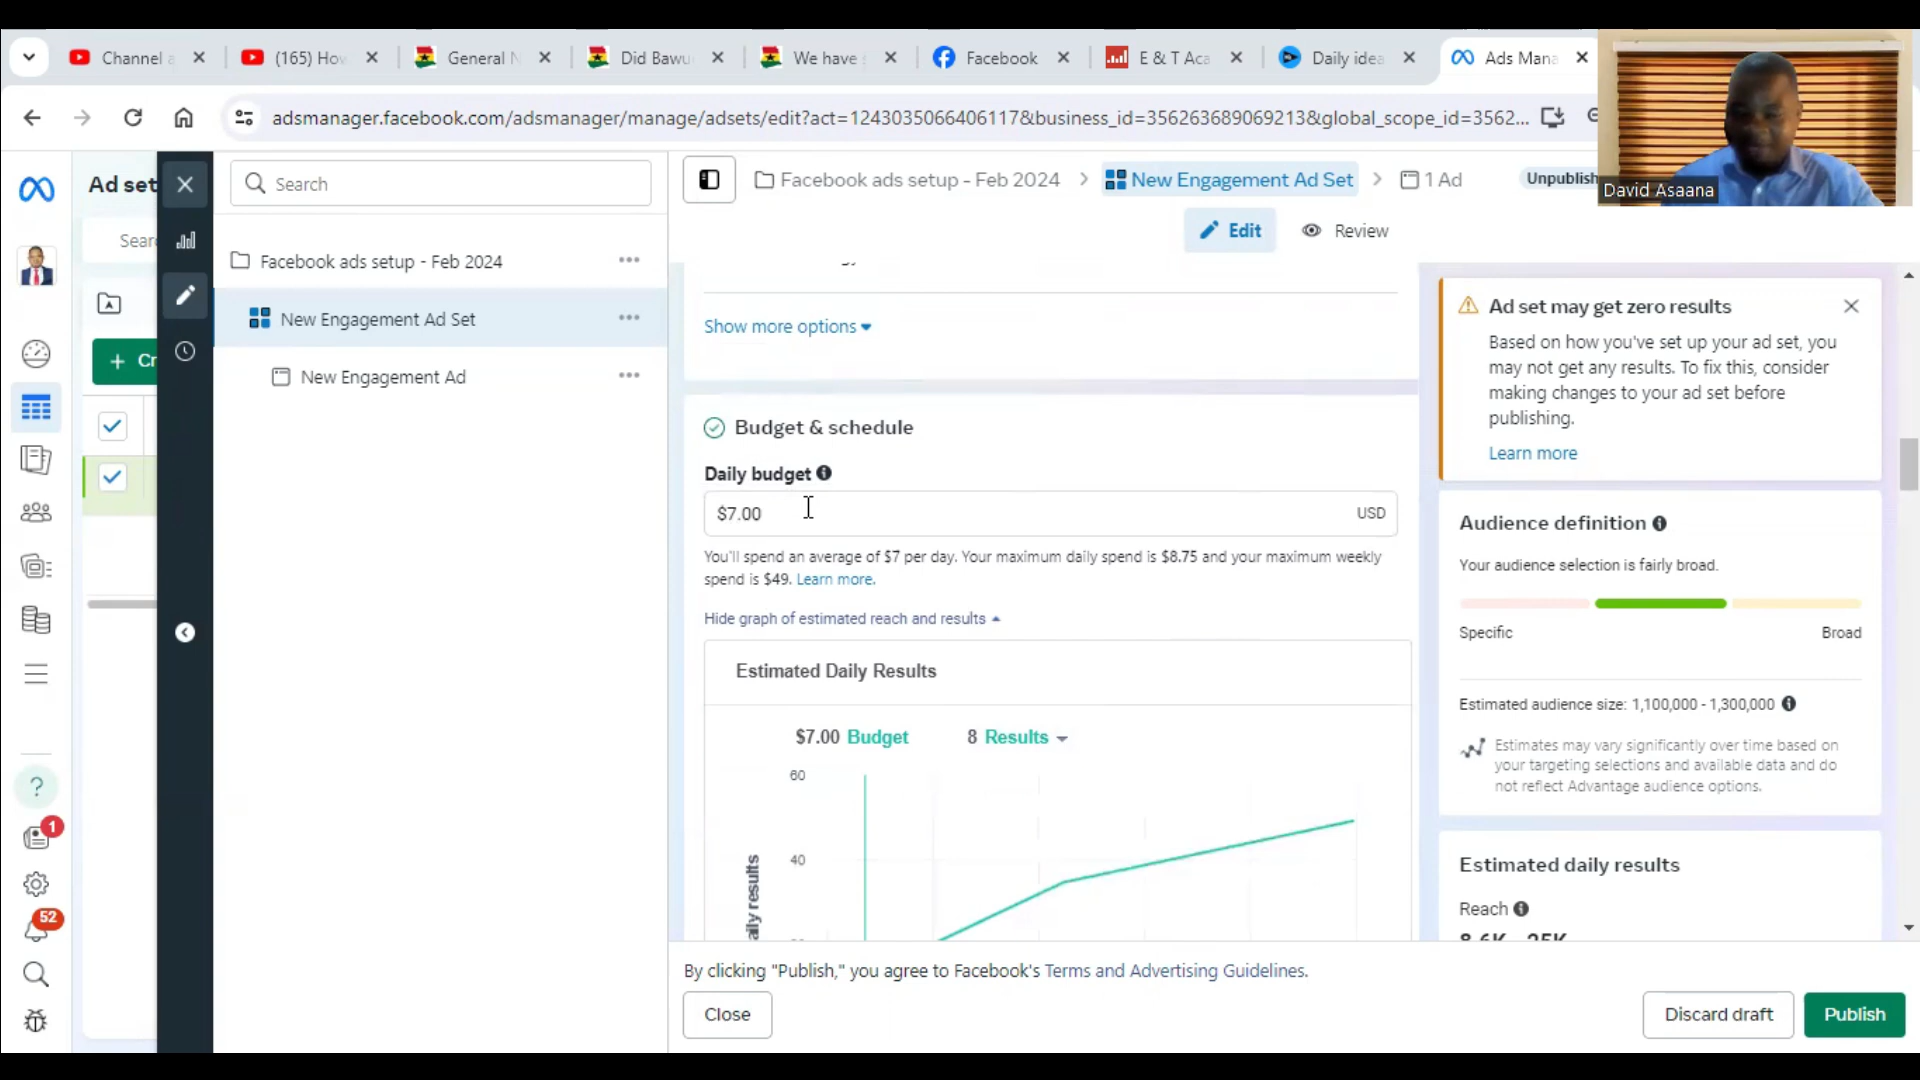 Channel a
(165) Ho
General N
Did Bawu
We have
Facebook
E & T Aca
Daily idea
Ads Mana
adsmanager.facebook.com/adsmanager/manage/adsets/edit?act=1243035066406117&business_id=356263689069213&global_scope_id=3562...
David Asaana
Ad set
Search
Facebook ads setup - Feb 2024
New Engagement Ad Set
1 Ad
Unpublish
Edit
Review
Sear
Cr
Facebook ads setup - Feb 2024
New Engagement Ad Set
New Engagement Ad
1
52
Show more options
Budget & schedule
Daily budget
$7.00
USD
You'll spend an average of $7 per day. Your maximum daily spend is $8.75 and your maximum weekly
spend is $49. Learn more.
Hide graph of estimated reach and results
Estimated Daily Results
$7.00 Budget
8 Results
60
40
aily results
Ad set may get zero results
Based on how you've set up your ad set, you
may not get any results. To fix this, consider
making changes to your ad set before
publishing.
Learn more
Audience definition
Your audience selection is fairly broad.
Specific
Broad
Estimated audience size: 1,100,000 - 1,300,000
Estimates may vary significantly over time based on
your targeting selections and available data and do
not reflect Advantage audience options.
Estimated daily results
Reach
By clicking "Publish," you agree to Facebook's Terms and Advertising Guidelines.
Close
Discard draft
Publish